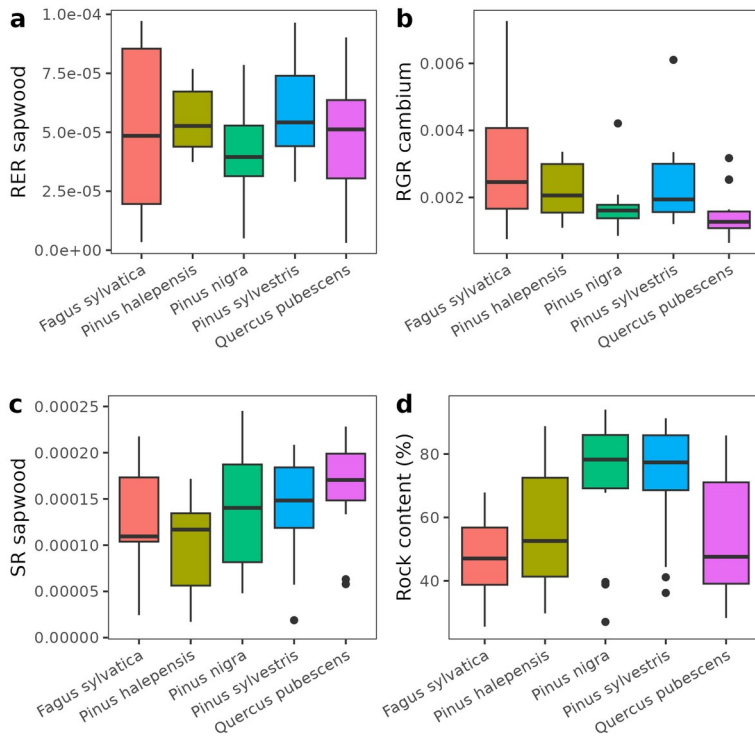 a
RER sapwood
1.0e-04
7.5e-05
5.0e-05
2.5e-05
0.0e+00
Fagus sylvatica
Pinus halepensis
Pinus nigra
Pinus sylvestris
Quercus pubescens
b
RGR cambium
0.006
0.004
0.002
Fagus sylvatica
Pinus halepensis
Pinus nigra
Pinus sylvestris
Quercus pubescens
c
SR sapwood
0.00025
0.00020
0.00015
0.00010
0.00005
0.00000
Fagus sylvatica
Pinus halepensis
Pinus nigra
Pinus sylvestris
Quercus pubescens
d
Rock content (%)
80
60
40
Fagus sylvatica
Pinus halepensis
Pinus nigra
Pinus sylvestris
Quercus pubescens